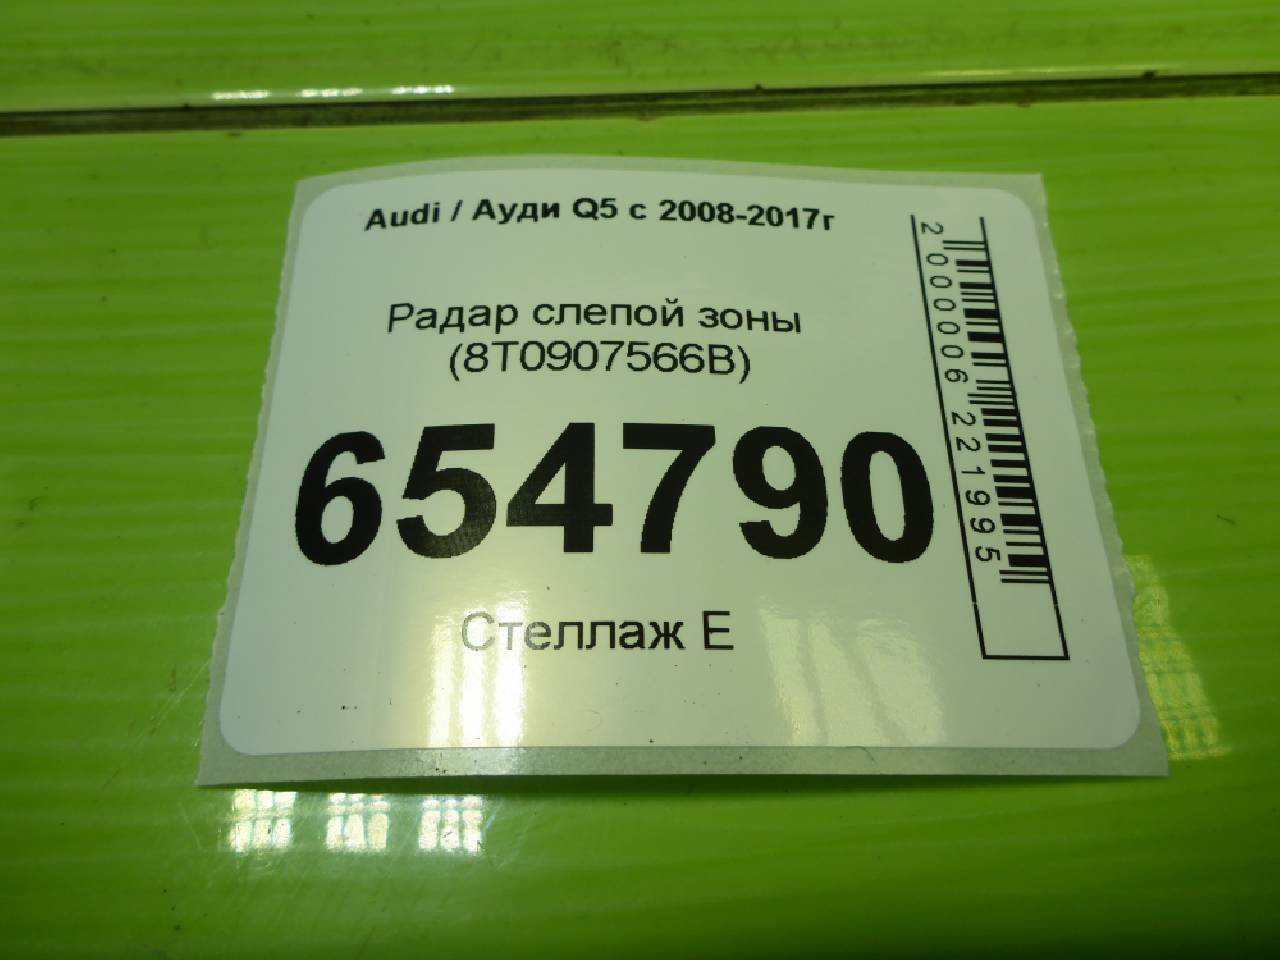 Audi / Ауди Q5 с 2008-2017г
Радар слепой зоны
(8T0907566B)
654790
Стеллаж Е
2000006221995